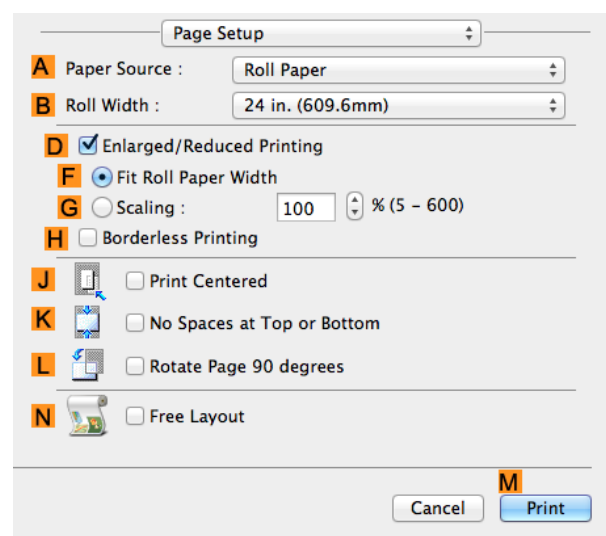 Page Setup
A Paper Source : Roll Paper
B Roll Width : 24 in. (609.6mm)
D Enlarged/Reduced Printing
F Fit Roll Paper Width
G Scaling : 100 % (5 – 600)
H Borderless Printing
J Print Centered
K No Spaces at Top or Bottom
L Rotate Page 90 degrees
N Free Layout
M
Cancel Print